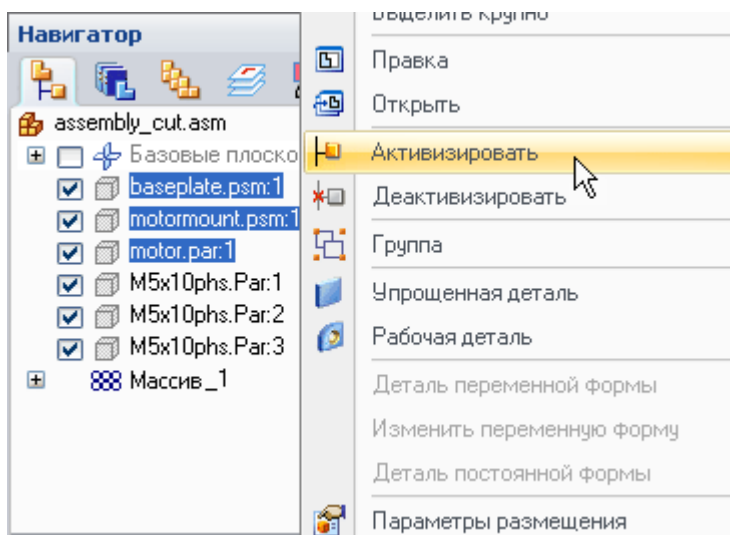 Навигатор
assembly_cut.asm
Базовые плоско
baseplate.psm:1
motormount.psm:1
motor.par:1
M5x10phs.Par:1
M5x10phs.Par:2
M5x10phs.Par:3
Массив_1
Выделить крупно
Правка
Открыть
Активизировать
Деактивизировать
Группа
Упрощенная деталь
Рабочая деталь
Деталь переменной формы
Изменить переменную форму
Деталь постоянной формы
Параметры размещения